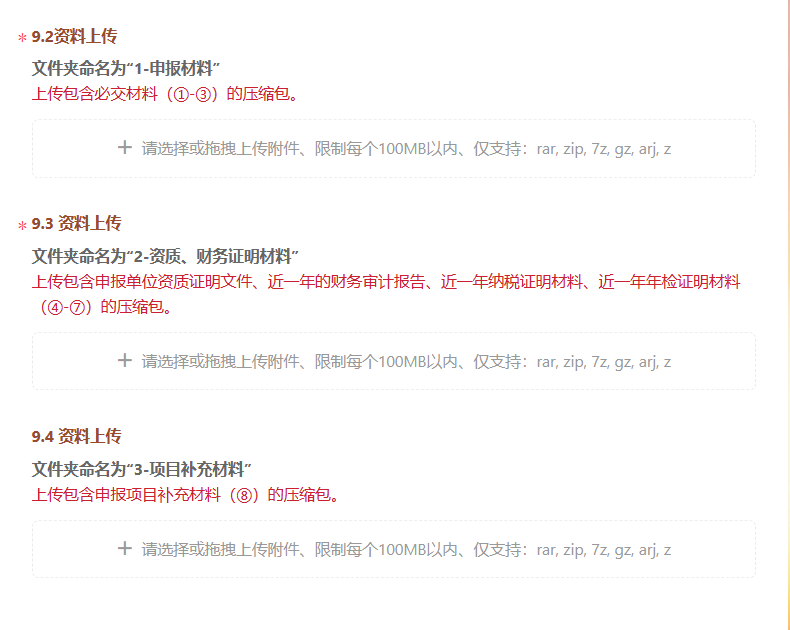 * 9.2资料上传
文件夹命名为“1-申报材料”
上传包含必交材料（①-③）的压缩包。
+ 请选择或拖拽上传附件、限制每个100MB以内、仅支持：rar, zip, 7z, gz, arj, z
* 9.3 资料上传
文件夹命名为“2-资质、财务证明材料”
上传包含申报单位资质证明文件、近一年的财务审计报告、近一年纳税证明材料、近一年年检证明材料
（④-⑦）的压缩包。
+ 请选择或拖拽上传附件、限制每个100MB以内、仅支持：rar, zip, 7z, gz, arj, z
9.4 资料上传
文件夹命名为“3-项目补充材料”
上传包含申报项目补充材料（⑧）的压缩包。
+ 请选择或拖拽上传附件、限制每个100MB以内、仅支持：rar, zip, 7z, gz, arj, z